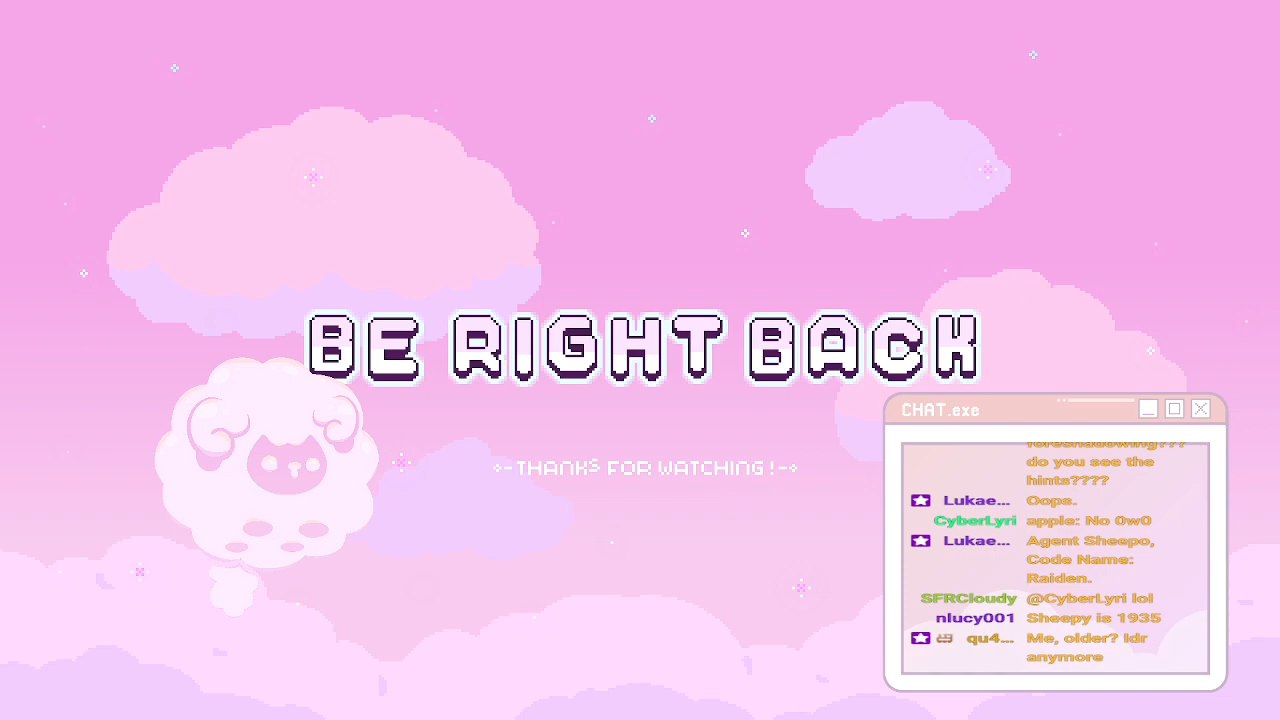 BE RIGHT BACK
-THANKS FOR WATCHING!-
CHAT.exe
foreshadowing???
do you see the
hints????
Lukae... Oops.
CyberLyri apple: No 0w0
Lukae... Agent Sheepo,
Code Name:
Raiden.
SFRCloudy @CyberLyri lol
nlucy001 Sheepy is 1935
qu4... Me, older? Idr
anymore